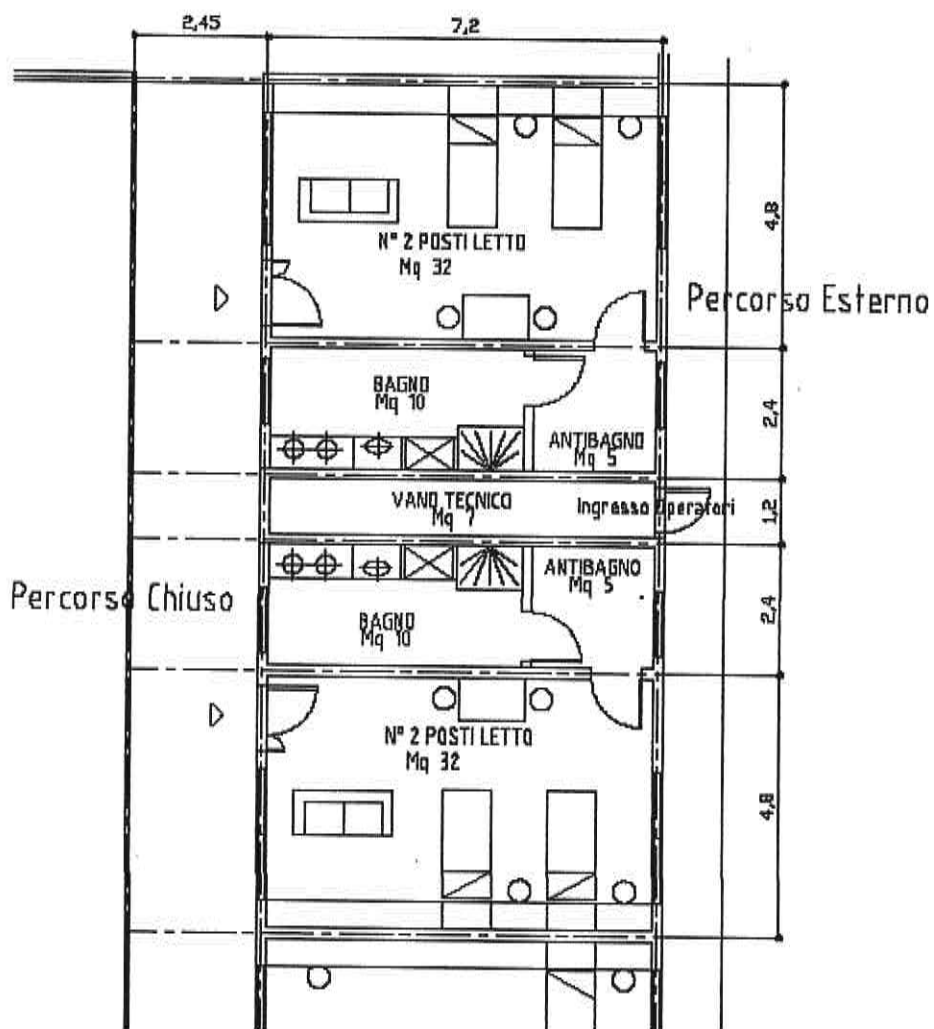 2,45
7,2
4,8
N° 2 POSTI LETTO
Mq 32
Percorso Esterno
BAGNO
Mq 10
2,4
ANTIBAGNO
Mq 5
VANO TECNICO
Mq 7
Ingresso Operatori
1,2
ANTIBAGNO
Mq 5
Percorso Chiuso
BAGNO
Mq 10
2,4
N° 2 POSTI LETTO
Mq 32
4,8